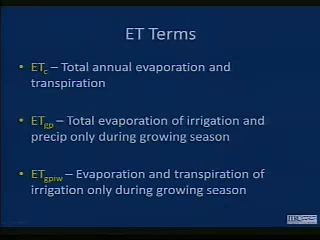 ET Terms
• ETc – Total annual evaporation and
transpiration
• ETgp – Total evaporation of irrigation and
precip only during growing season
• ETgprw – Evaporation and transpiration of
irrigation only during growing season